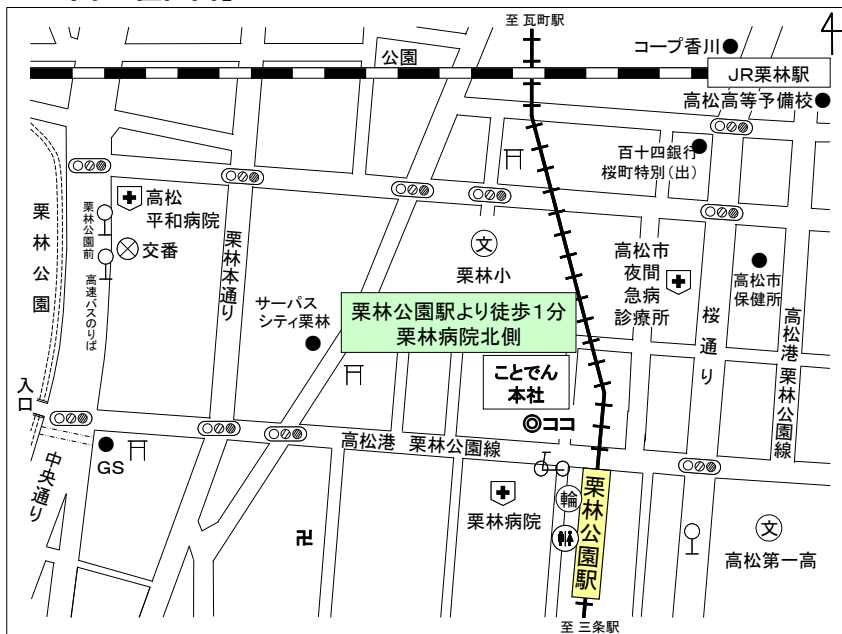 至 瓦町駅
コープ香川
公園
JR栗林駅
高松高等予備校
百十四銀行
桜町特別(出)
栗林公園
栗林公園前
高速バスのりば
高松
平和病院
交番
栗林本通り
文
栗林小
高松市
夜間
急病
診療所
高松市
保健所
桜通り
高松港 栗林公園線
サーパス
シティ栗林
栗林公園駅より徒歩1分
栗林病院北側
ことでん
本社
◎ココ
入口
中央通り
GS
高松港 栗林公園線
栗林病院
輪
栗林公園駅
文
高松第一高
至 三条駅